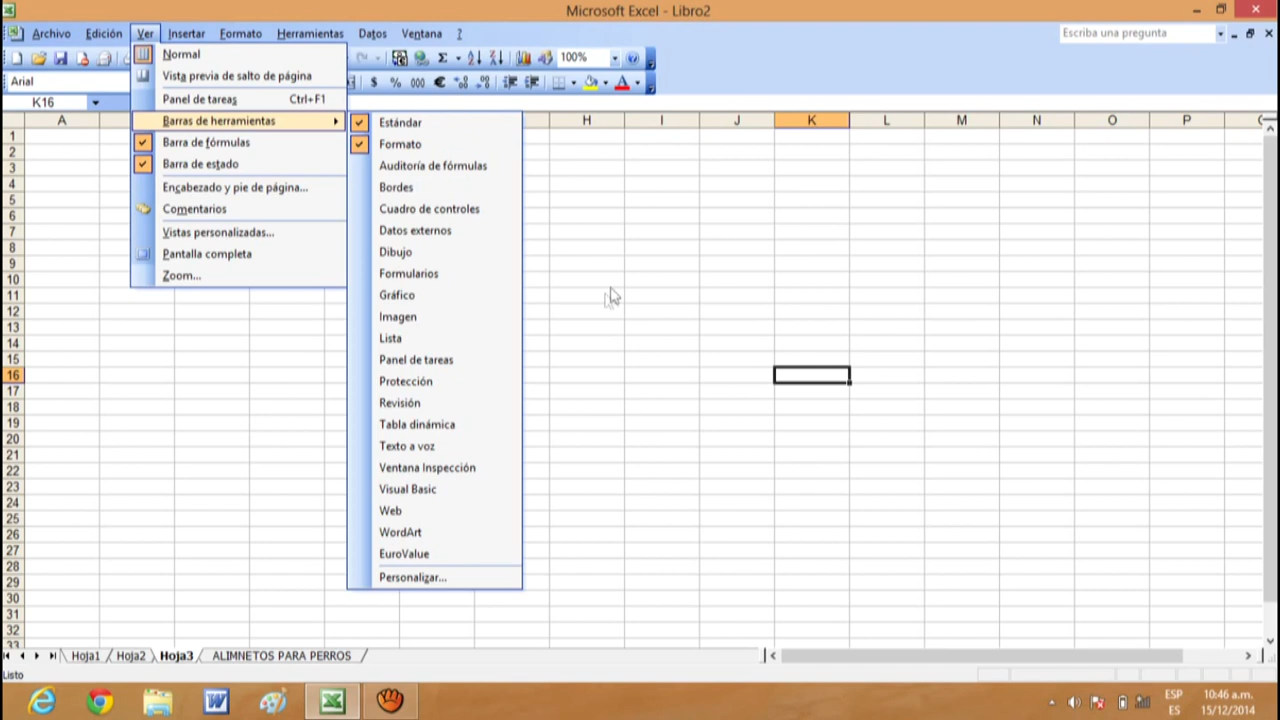 Microsoft Excel - Libro2
Archivo Edición Ver Insertar Formato Herramientas Datos Ventana ? Escriba una pregunta
Σ 100%
Arial $ % 000 €
K16
Normal
Vista previa de salto de página
Panel de tareas Ctrl+F1
Barras de herramientas
Barra de fórmulas
Barra de estado
Encabezado y pie de página...
Comentarios
Vistas personalizadas...
Pantalla completa
Zoom...
Estándar
Formato
Auditoría de fórmulas
Bordes
Cuadro de controles
Datos externos
Dibujo
Formularios
Gráfico
Imagen
Lista
Panel de tareas
Protección
Revisión
Tabla dinámica
Texto a voz
Ventana Inspección
Visual Basic
Web
WordArt
EuroValue
Personalizar...
A H I J K L M N O P
1
2
3
4
5
6
7
8
9
10
11
12
13
14
15
16
17
18
19
20
21
22
23
24
25
26
27
28
29
30
31
32
33
Hoja1 Hoja2 Hoja3 ALIMNETOS PARA PERROS
Listo
ESP 10:46 a.m.
ES 15/12/2014